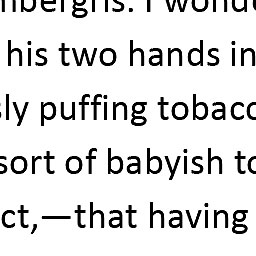 mbergris. I wonde
his two hands in
sly puffing tobacc
sort of babyish to
ct,—that having